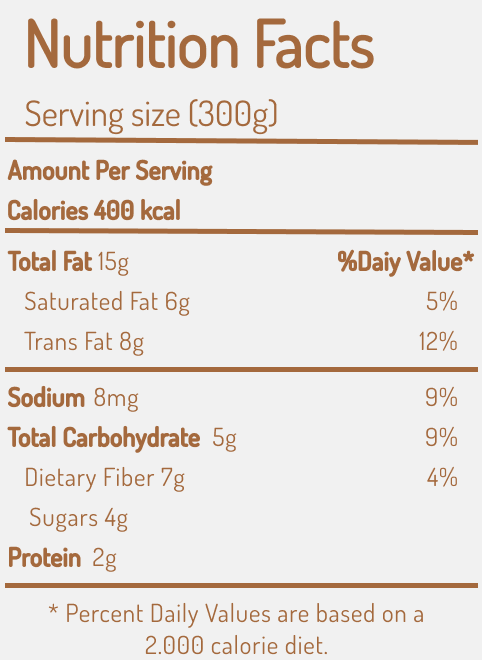 Nutrition Facts
Serving size (300g)
Amount Per Serving
Calories 400 kcal
Total Fat 15g %Daiy Value*
Saturated Fat 6g 5%
Trans Fat 8g 12%
Sodium 8mg 9%
Total Carbohydrate 5g 9%
Dietary Fiber 7g 4%
Sugars 4g
Protein 2g
* Percent Daily Values are based on a
2.000 calorie diet.